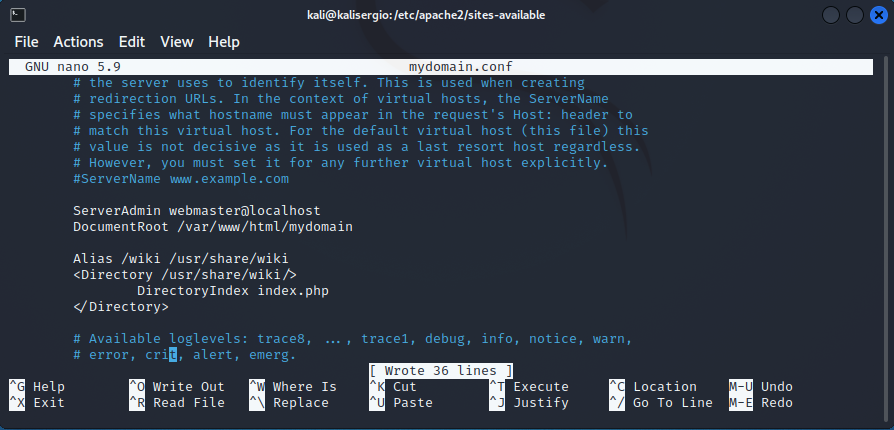 kali@kalisergio:/etc/apache2/sites-available
File Actions Edit View Help
GNU nano 5.9 mydomain.conf
# the server uses to identify itself. This is used when creating
# redirection URLs. In the context of virtual hosts, the ServerName
# specifies what hostname must appear in the request's Host: header to
# match this virtual host. For the default virtual host (this file) this
# value is not decisive as it is used as a last resort host regardless.
# However, you must set it for any further virtual host explicitly.
#ServerName www.example.com
ServerAdmin webmaster@localhost
DocumentRoot /var/www/html/mydomain
Alias /wiki /usr/share/wiki
<Directory /usr/share/wiki/>
DirectoryIndex index.php
</Directory>
# Available loglevels: trace8, ..., trace1, debug, info, notice, warn,
# error, crit, alert, emerg.
[ Wrote 36 lines ]
^G Help ^O Write Out ^W Where Is ^K Cut ^T Execute ^C Location M-U Undo
^X Exit ^R Read File ^\ Replace ^U Paste ^J Justify ^/ Go To Line M-E Redo